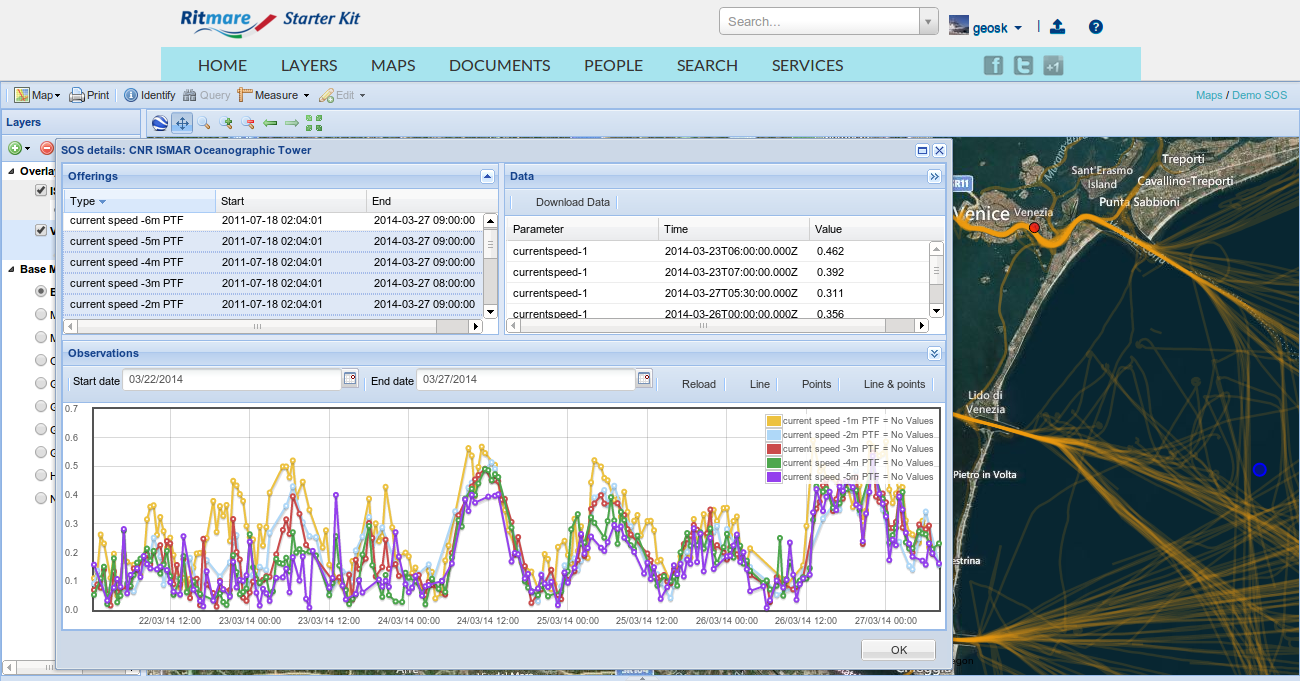 Ritmare Starter Kit
Search...
geosk
HOME LAYERS MAPS DOCUMENTS PEOPLE SEARCH SERVICES
Map Print Identify Query Measure Edit
Maps / Demo SOS
Layers
SOS details: CNR ISMAR Oceanographic Tower
Offerings
Type Start End
current speed -6m PTF 2011-07-18 02:04:01 2014-03-27 09:00:00
current speed -5m PTF 2011-07-18 02:04:01 2014-03-27 09:00:00
current speed -4m PTF 2011-07-18 02:04:01 2014-03-27 09:00:00
current speed -3m PTF 2011-07-18 02:04:01 2014-03-27 08:00:00
current speed -2m PTF 2011-07-18 02:04:01 2014-03-27 09:00:00
Data
Download Data
Parameter Time Value
currentspeed-1 2014-03-23T06:00:00.000Z 0.462
currentspeed-1 2014-03-23T07:00:00.000Z 0.392
currentspeed-1 2014-03-27T05:30:00.000Z 0.311
currentspeed-1 2014-03-26T00:00:00.000Z 0.356
Observations
Start date 03/22/2014 End date 03/27/2014 Reload Line Points Line & points
0.7
0.6
0.5
0.4
0.3
0.2
0.1
0.0
current speed -1m PTF = No Values
current speed -2m PTF = No Values
current speed -3m PTF = No Values
current speed -4m PTF = No Values
current speed -5m PTF = No Values
22/03/14 12:00 23/03/14 00:00 23/03/14 12:00 24/03/14 00:00 24/03/14 12:00 25/03/14 00:00 25/03/14 12:00 26/03/14 00:00 26/03/14 12:00 27/03/14 00:00
OK
Treporti
Sant'Erasmo
Island
Cavallino-Treporti
SR11
Punta Sabbioni
Venice
Venezia
Lido di
Venezia
Pietro in Volta